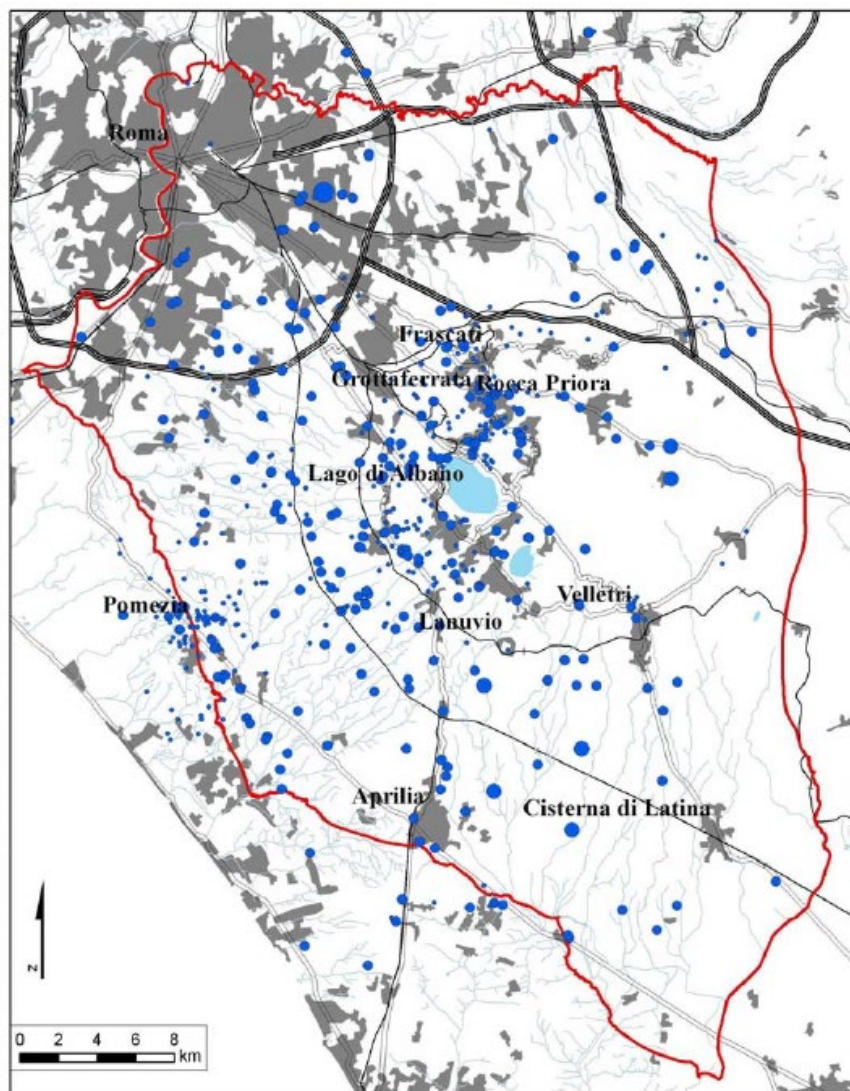 Roma
Frascati
Grottaferrata
Rocca Priora
Lago di Albano
Velletri
Pomezia
Lanuvio
Aprilia
Cisterna di Latina
N
0 2 4 6 8
km